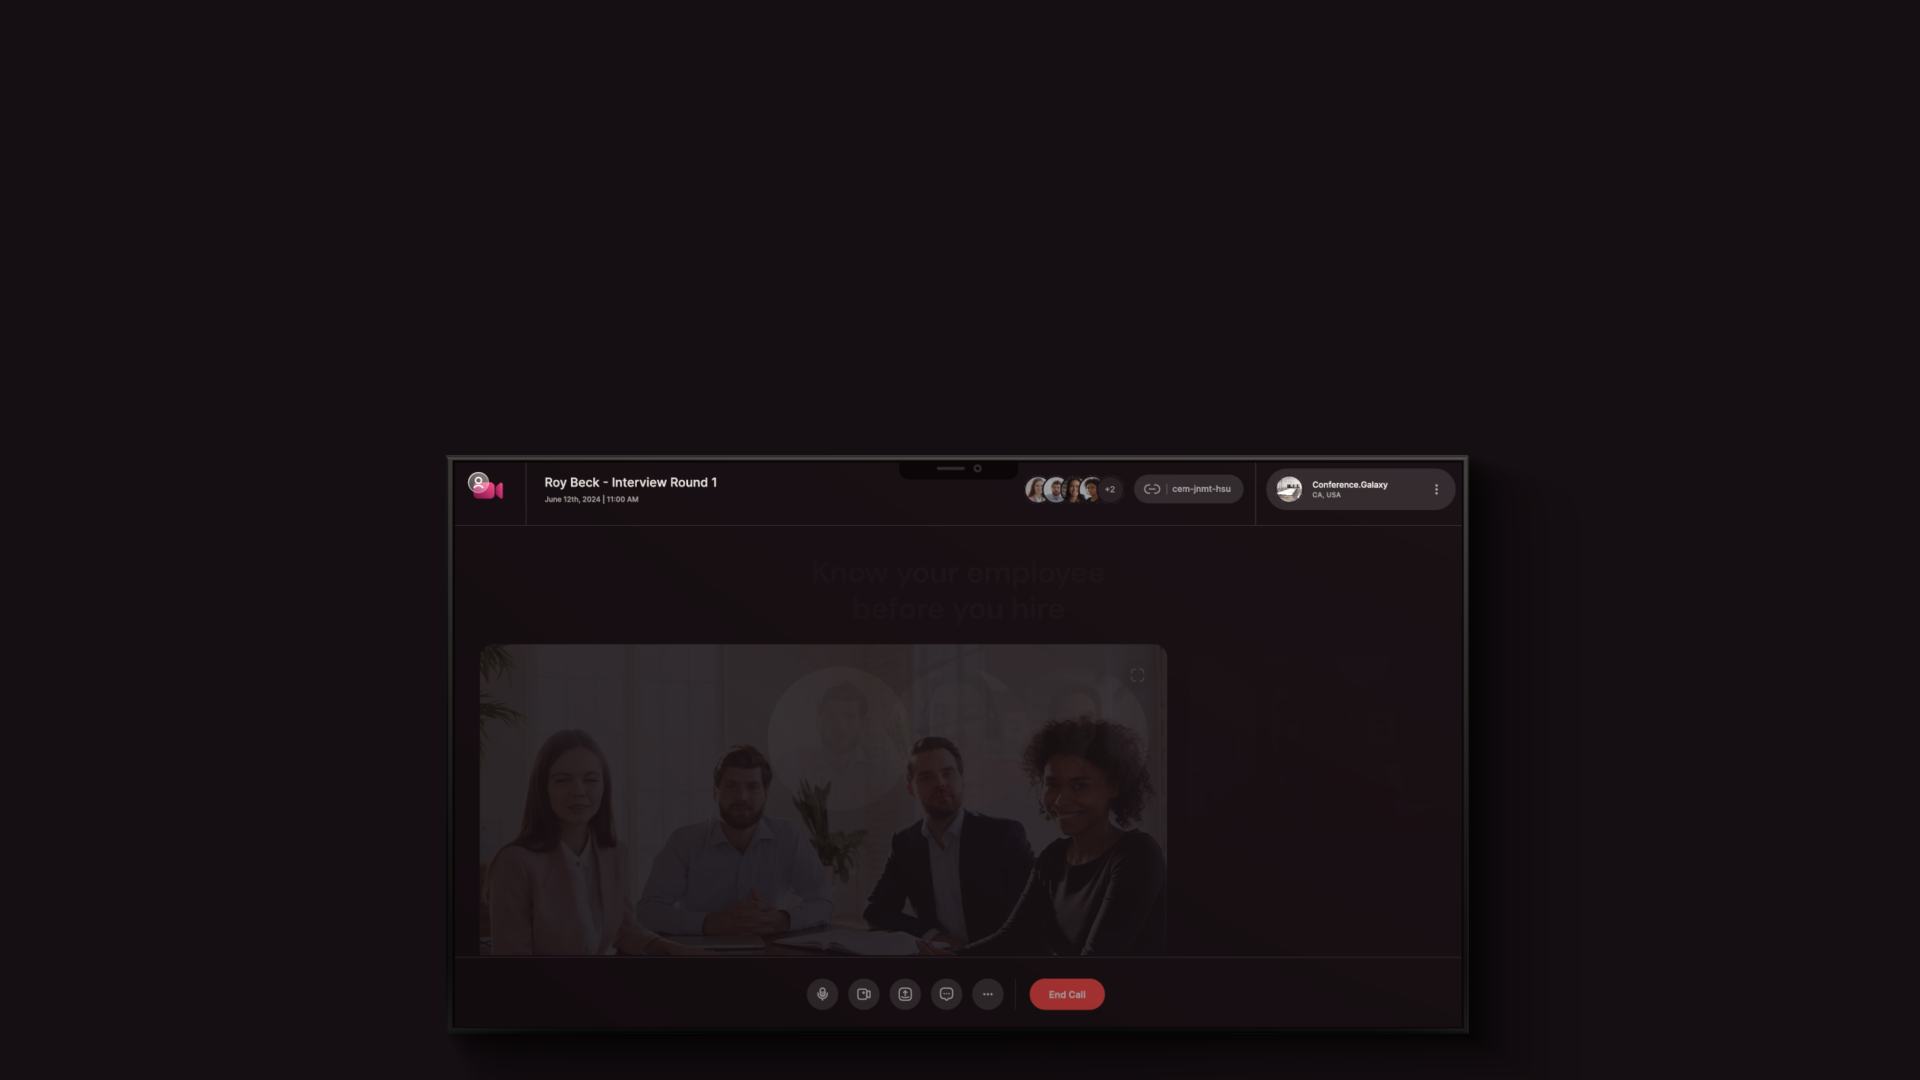 Roy Beck - Interview Round 1
June 12th, 2024 | 11:00 AM
+2
cem-jnmt-hsu
Conference.Galaxy
CA, USA
Know your employee
before you hire
End Call